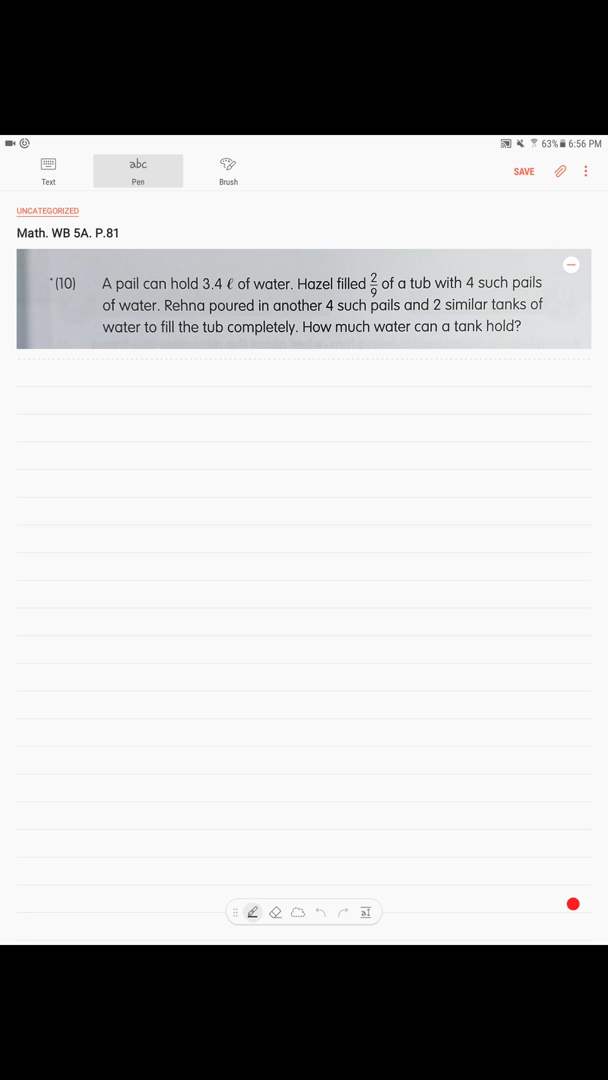 63% 6:56 PM
Text
abc
Pen
Brush
SAVE
UNCATEGORIZED
Math. WB 5A. P.81
*(10) A pail can hold 3.4 ℓ of water. Hazel filled 2/9 of a tub with 4 such pails
of water. Rehna poured in another 4 such pails and 2 similar tanks of
water to fill the tub completely. How much water can a tank hold?
aI